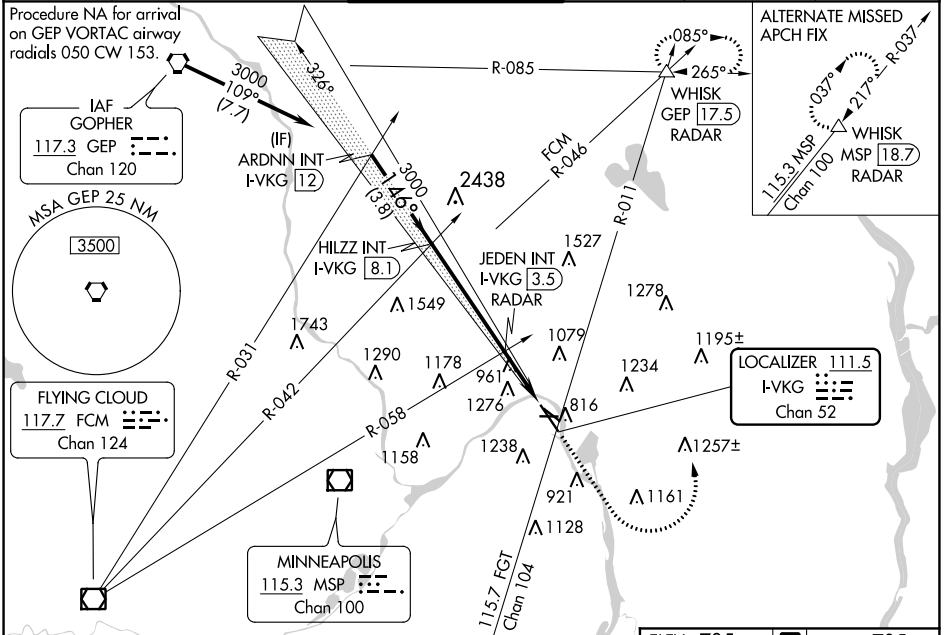 Procedure NA for arrival
on GEP VORTAC airway
radials 050 CW 153.
3000
109°
(7.7)
IAF
GOPHER
117.3 GEP
Chan 120
MSA GEP 25 NM
3500
326°
(IF)
ARDNN INT
I-VKG 12
3000
146°
(3.8)
2438
HILZZ INT
I-VKG 8.1
JEDEN INT
I-VKG 3.5
RADAR
R-085
085°
265°
WHISK
GEP 17.5
RADAR
FCM
R-046
R-011
ALTERNATE MISSED
APCH FIX
R-037
037°
217°
WHISK
MSP 18.7
RADAR
115.3 MSP
Chan 100
1527
1549
1278
1743
1079
1195±
1290
1178
961
1234
1276
816
1158
1238
1257±
921
1161
1128
R-031
R-042
R-058
LOCALIZER 111.5
I-VKG
Chan 52
FLYING CLOUD
117.7 FCM
Chan 124
MINNEAPOLIS
115.3 MSP
Chan 100
115.7 FGT
Chan 104